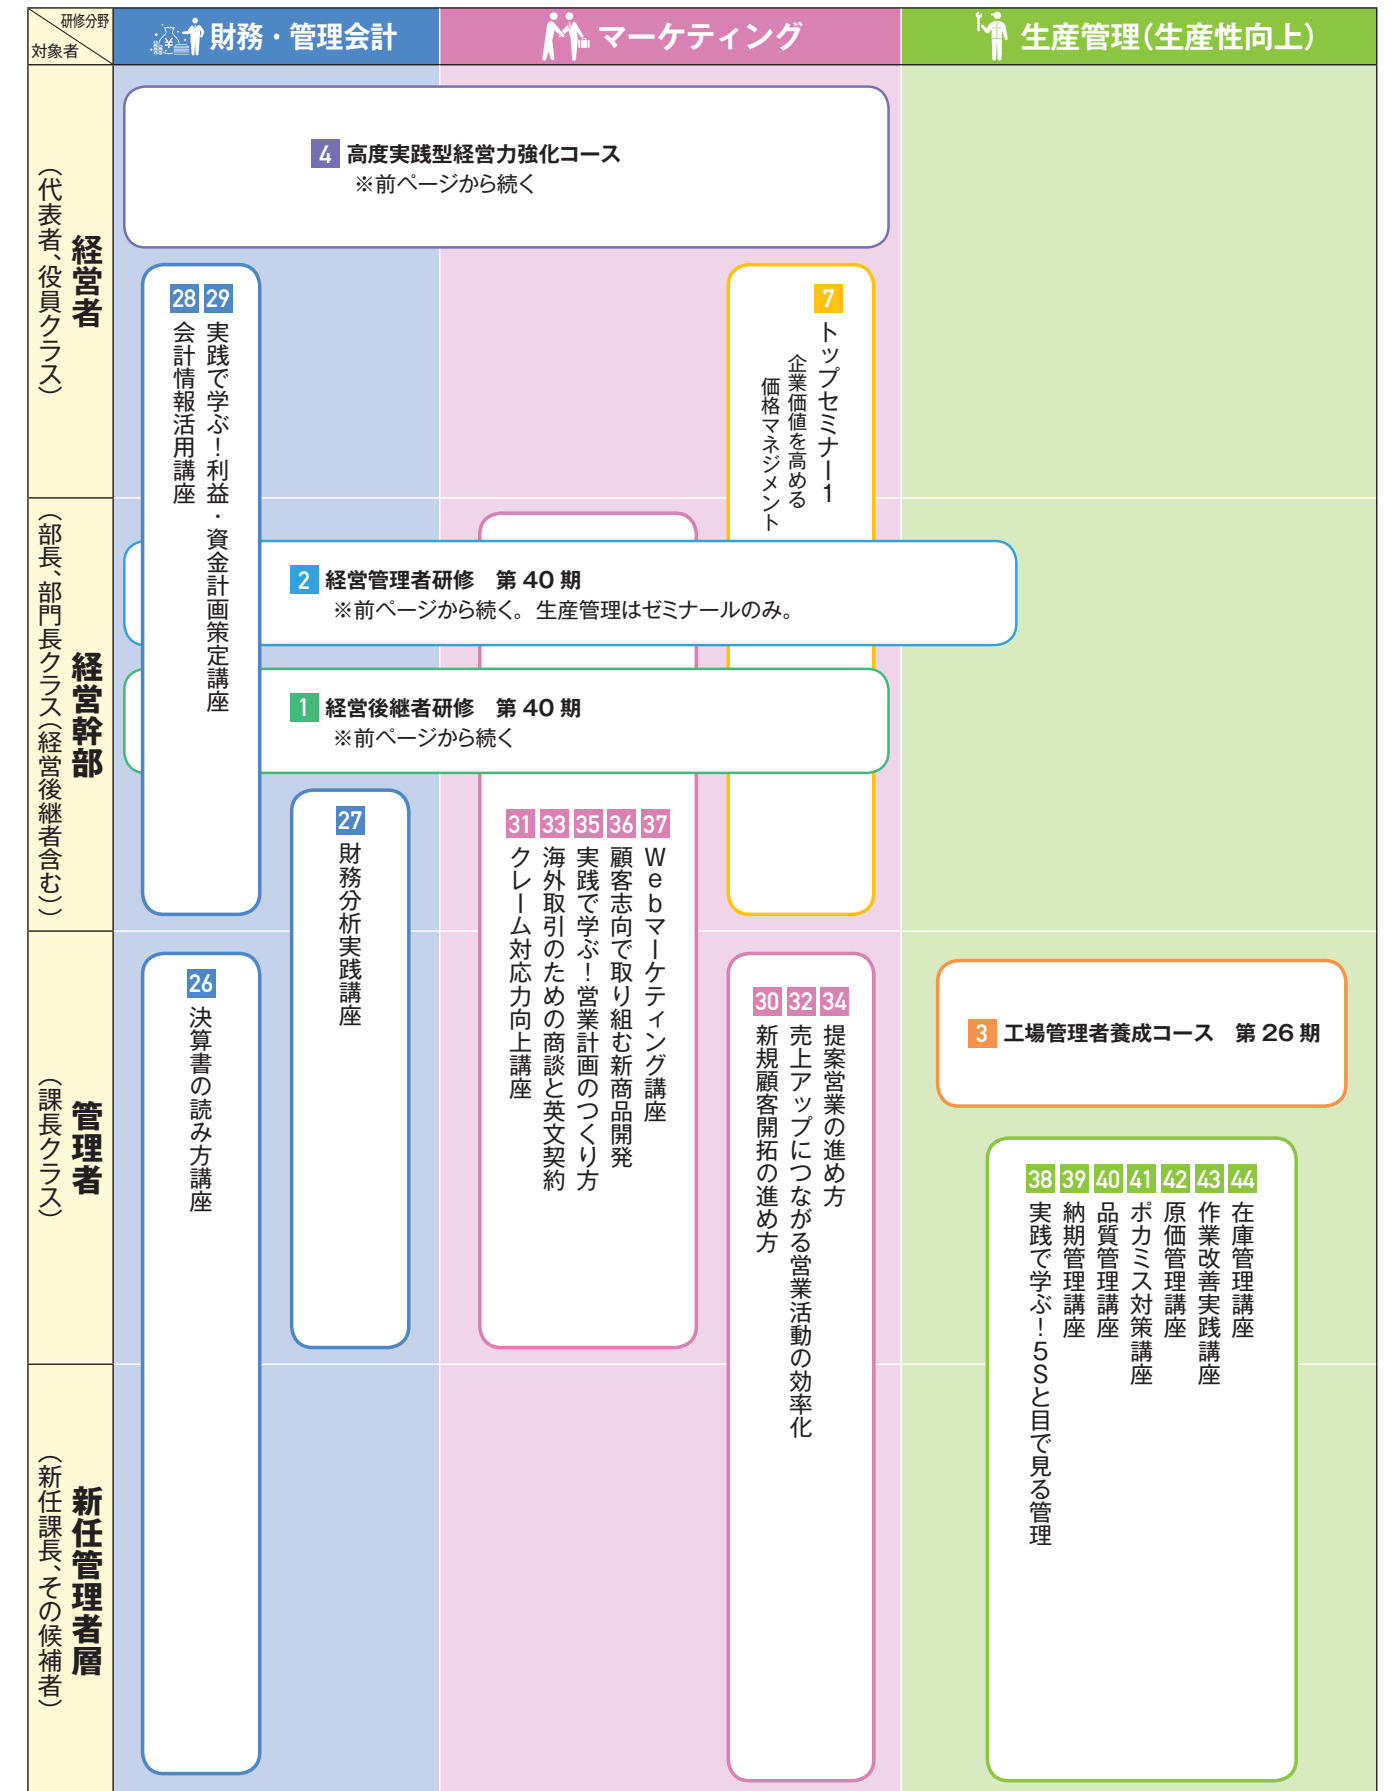 研修分野
対象者
財務・管理会計
マーケティング
生産管理(生産性向上)
経営者
（代表者、役員クラス）
4 高度実践型経営力強化コース
※前ページから続く
28 会計情報活用講座
29 実践で学ぶ！利益・資金計画策定講座
7 トップセミナー1
企業価値を高める
価格マネジメント
経営幹部
（部長、部門長クラス（経営後継者含む））
2 経営管理者研修　第 40 期
※前ページから続く。生産管理はゼミナールのみ。
1 経営後継者研修　第 40 期
※前ページから続く
27 財務分析実践講座
31 クレーム対応力向上講座
33 海外取引のための商談と英文契約
35 実践で学ぶ！営業計画のつくり方
36 顧客志向で取り組む新商品開発
37 Webマーケティング講座
管理者
（課長クラス）
26 決算書の読み方講座
30 新規顧客開拓の進め方
32 売上アップにつながる営業活動の効率化
34 提案営業の進め方
3 工場管理者養成コース　第 26 期
38 実践で学ぶ！5Sと目で見る管理
39 納期管理講座
40 品質管理講座
41 ポカミス対策講座
42 原価管理講座
43 作業改善実践講座
44 在庫管理講座
新任管理者層
（新任課長、その候補者）